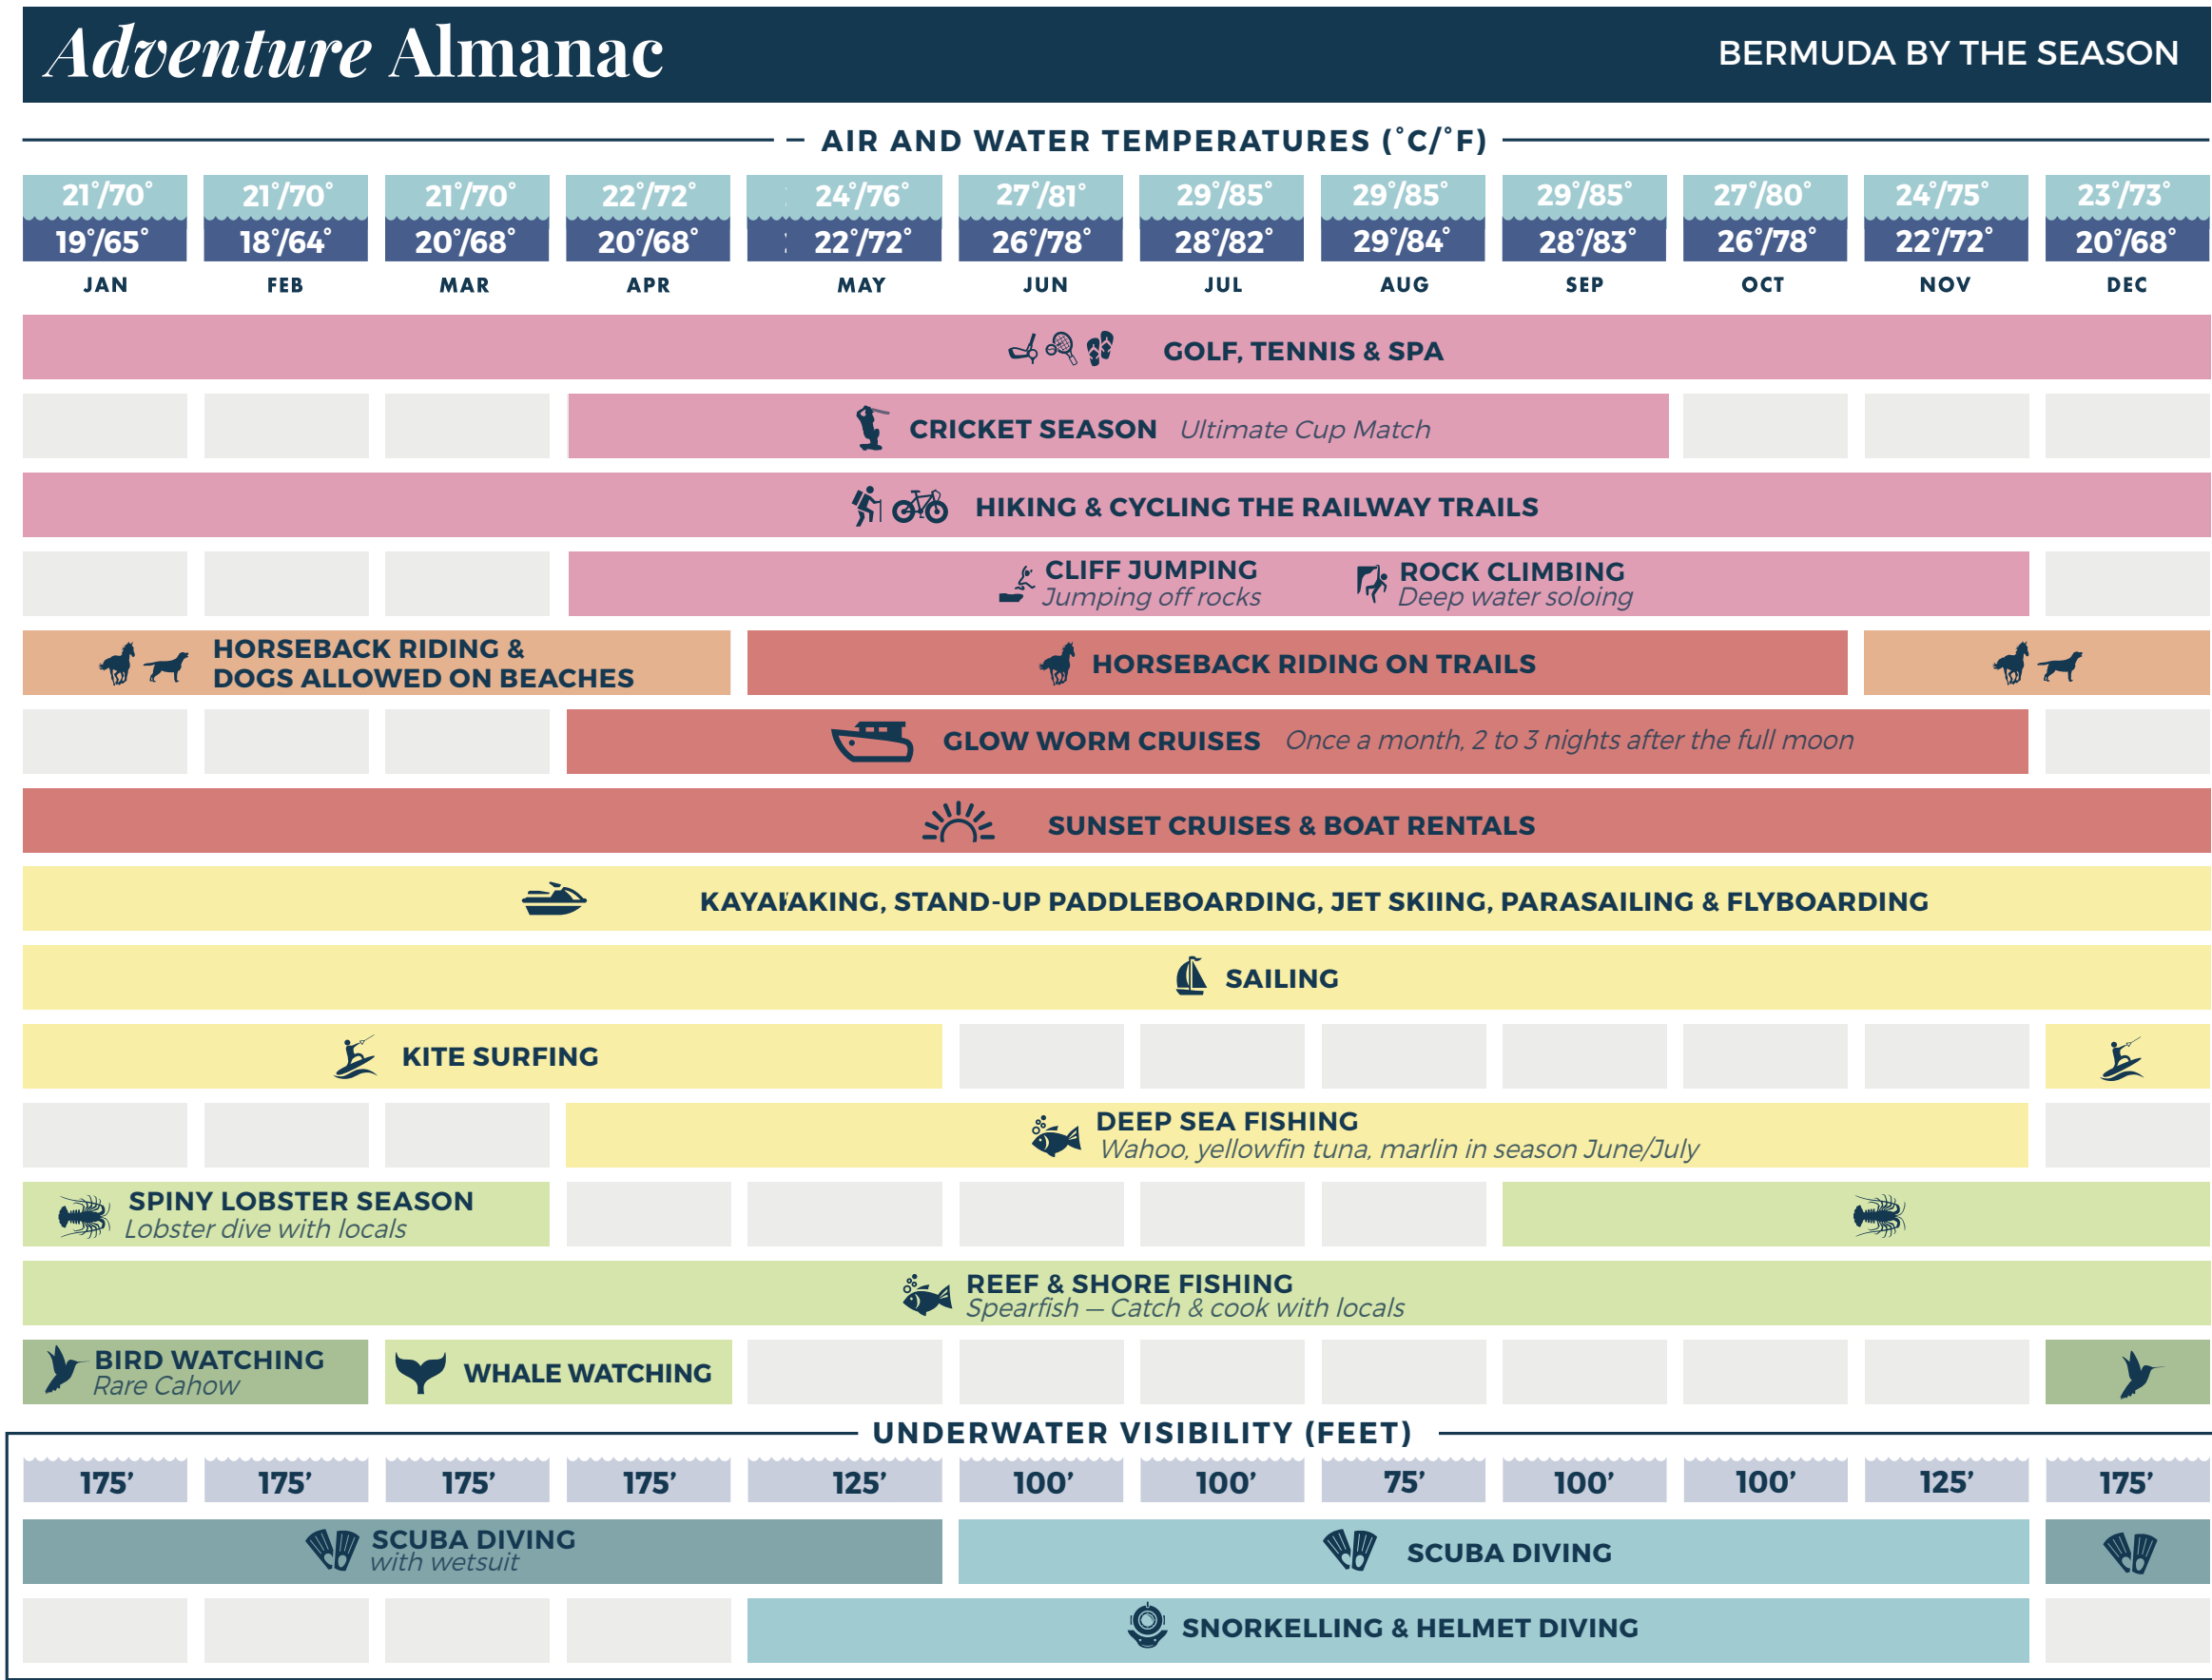 Adventure Almanac
BERMUDA BY THE SEASON
AIR AND WATER TEMPERATURES (˚C/˚F)
21˚/70˚ 21˚/70˚ 21˚/70˚ 22˚/72˚ 24˚/76˚ 27˚/81˚ 29˚/85˚ 29˚/85˚ 29˚/85˚ 27˚/80˚ 24˚/75˚ 23˚/73˚
19˚/65˚ 18˚/64˚ 20˚/68˚ 20˚/68˚ 22˚/72˚ 26˚/78˚ 28˚/82˚ 29˚/84˚ 28˚/83˚ 26˚/78˚ 22˚/72˚ 20˚/68˚
JAN FEB MAR APR MAY JUN JUL AUG SEP OCT NOV DEC
GOLF, TENNIS & SPA
CRICKET SEASON Ultimate Cup Match
HIKING & CYCLING THE RAILWAY TRAILS
CLIFF JUMPING
Jumping off rocks
ROCK CLIMBING
Deep water soloing
HORSEBACK RIDING &
DOGS ALLOWED ON BEACHES
HORSEBACK RIDING ON TRAILS
GLOW WORM CRUISES Once a month, 2 to 3 nights after the full moon
SUNSET CRUISES & BOAT RENTALS
KAYAKAKING, STAND-UP PADDLEBOARDING, JET SKIING, PARASAILING & FLYBOARDING
SAILING
KITE SURFING
DEEP SEA FISHING
Wahoo, yellowfin tuna, marlin in season June/July
SPINY LOBSTER SEASON
Lobster dive with locals
REEF & SHORE FISHING
Spearfish — Catch & cook with locals
BIRD WATCHING
Rare Cahow
WHALE WATCHING
UNDERWATER VISIBILITY (FEET)
175’ 175’ 175’ 175’ 125’ 100’ 100’ 75’ 100’ 100’ 125’ 175’
SCUBA DIVING
with wetsuit
SCUBA DIVING
SNORKELLING & HELMET DIVING